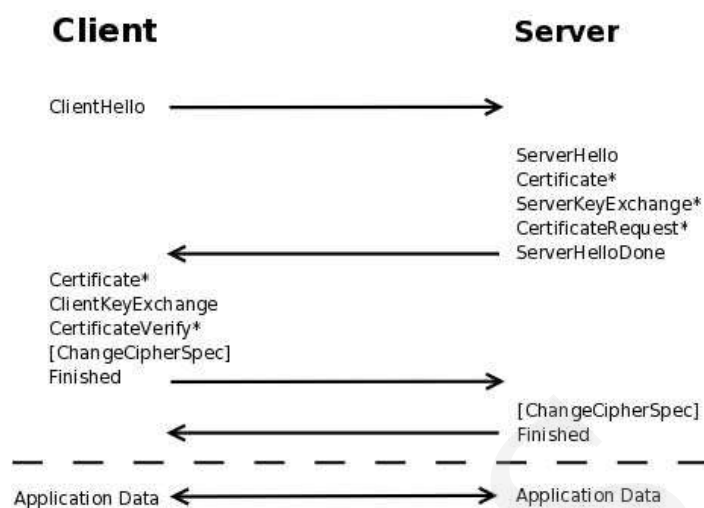 Client Server
ClientHello
ServerHello
Certificate*
ServerKeyExchange*
CertificateRequest*
ServerHelloDone
Certificate*
ClientKeyExchange
CertificateVerify*
[ChangeCipherSpec]
Finished
[ChangeCipherSpec]
Finished
Application Data Application Data